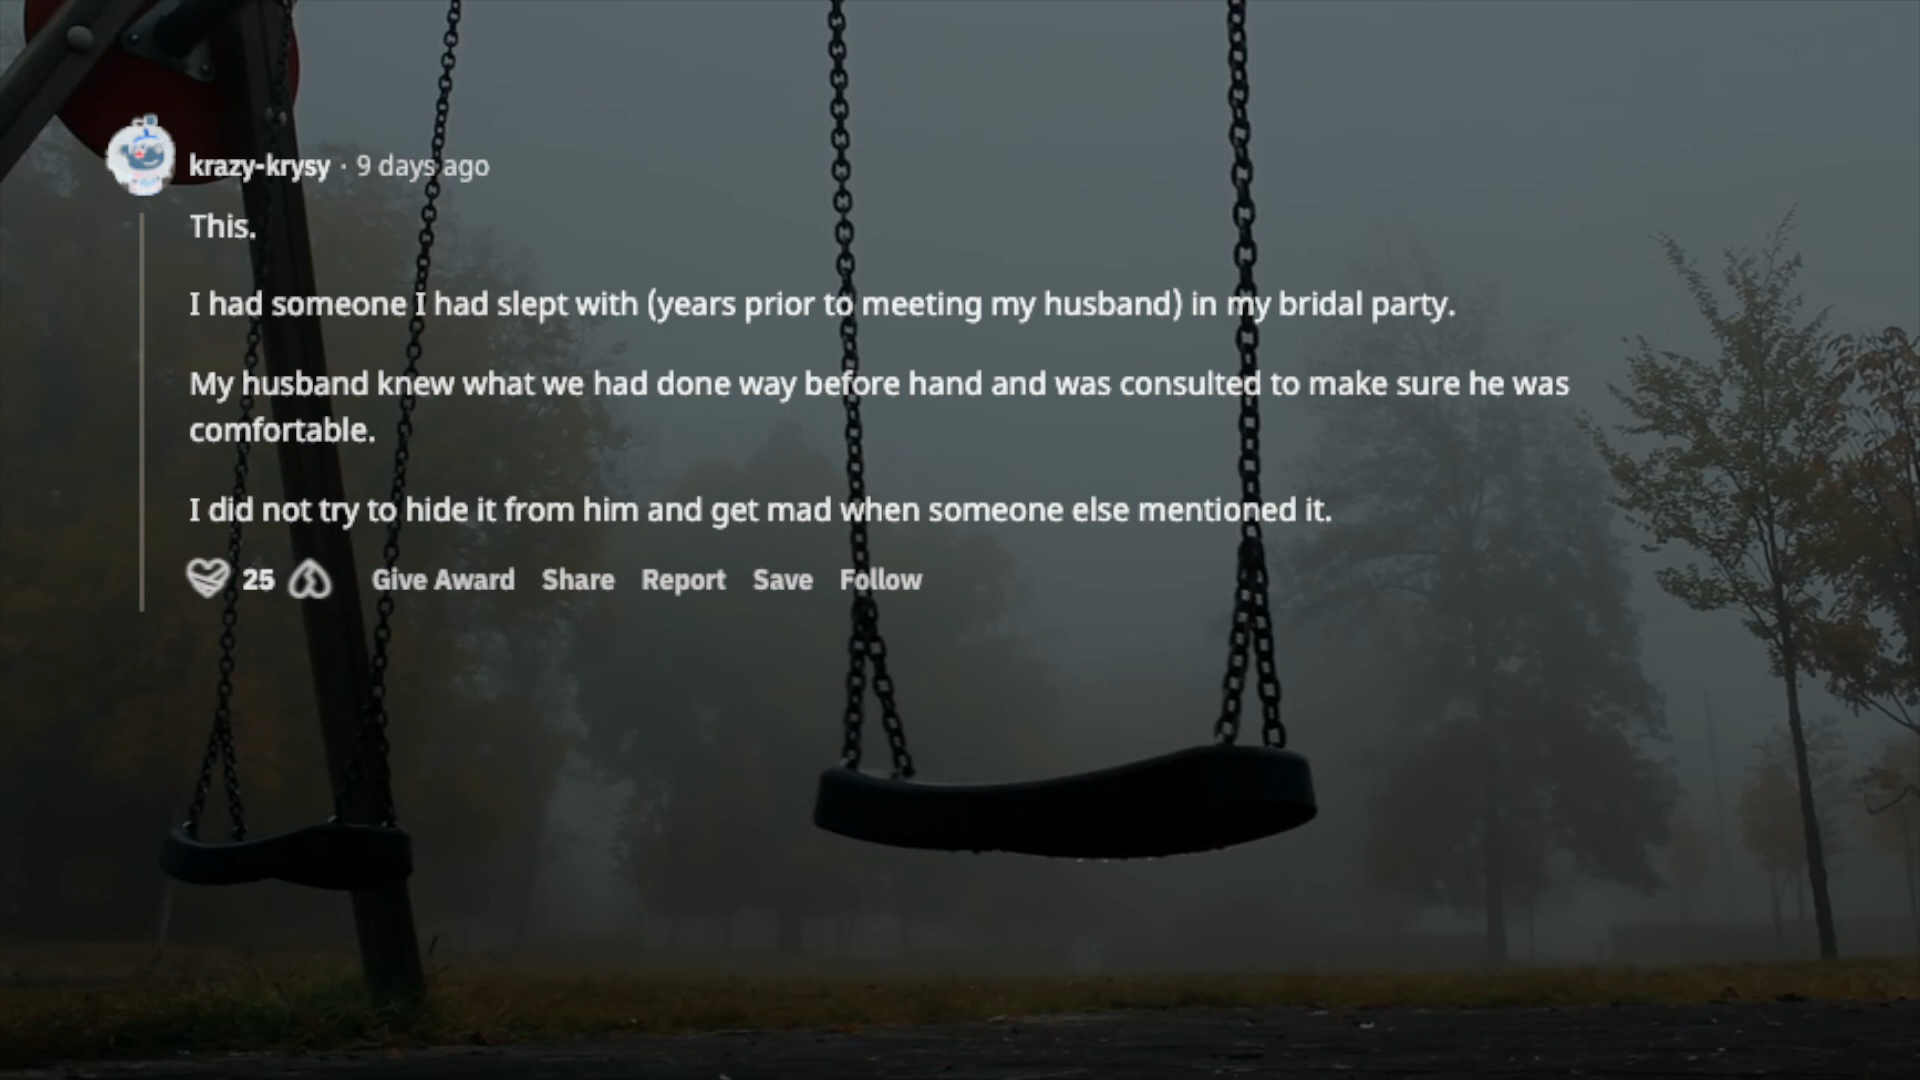 krazy-krysy · 9 days ago
This.
I had someone I had slept with (years prior to meeting my husband) in my bridal party.
My husband knew what we had done way before hand and was consulted to make sure he was
comfortable.
I did not try to hide it from him and get mad when someone else mentioned it.
25 Give Award Share Report Save Follow